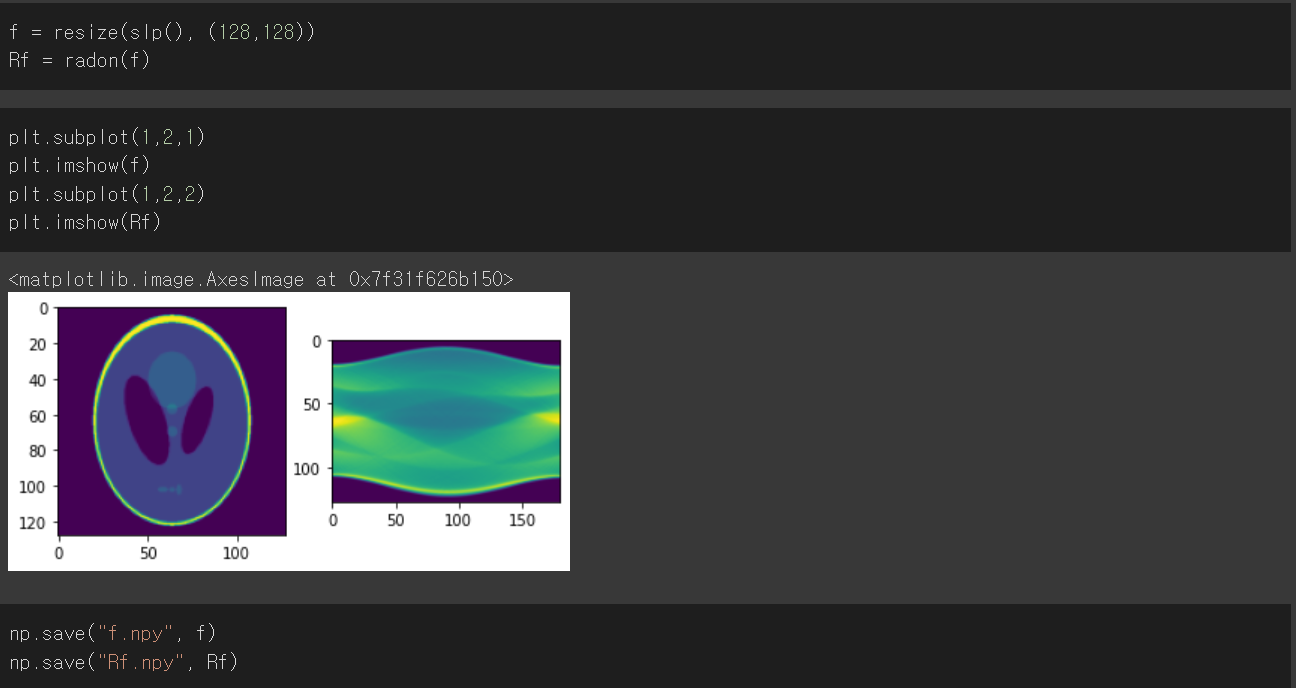 f = resize(slp(), (128,128))
Rf = radon(f)
plt.subplot(1,2,1)
plt.imshow(f)
plt.subplot(1,2,2)
plt.imshow(Rf)
<matplotlib.image.AxesImage at 0x7f31f626b150>
0
20
40
60
80
100
120
0 50 100
0
50
100
0 50 100 150
np.save("f.npy", f)
np.save("Rf.npy", Rf)